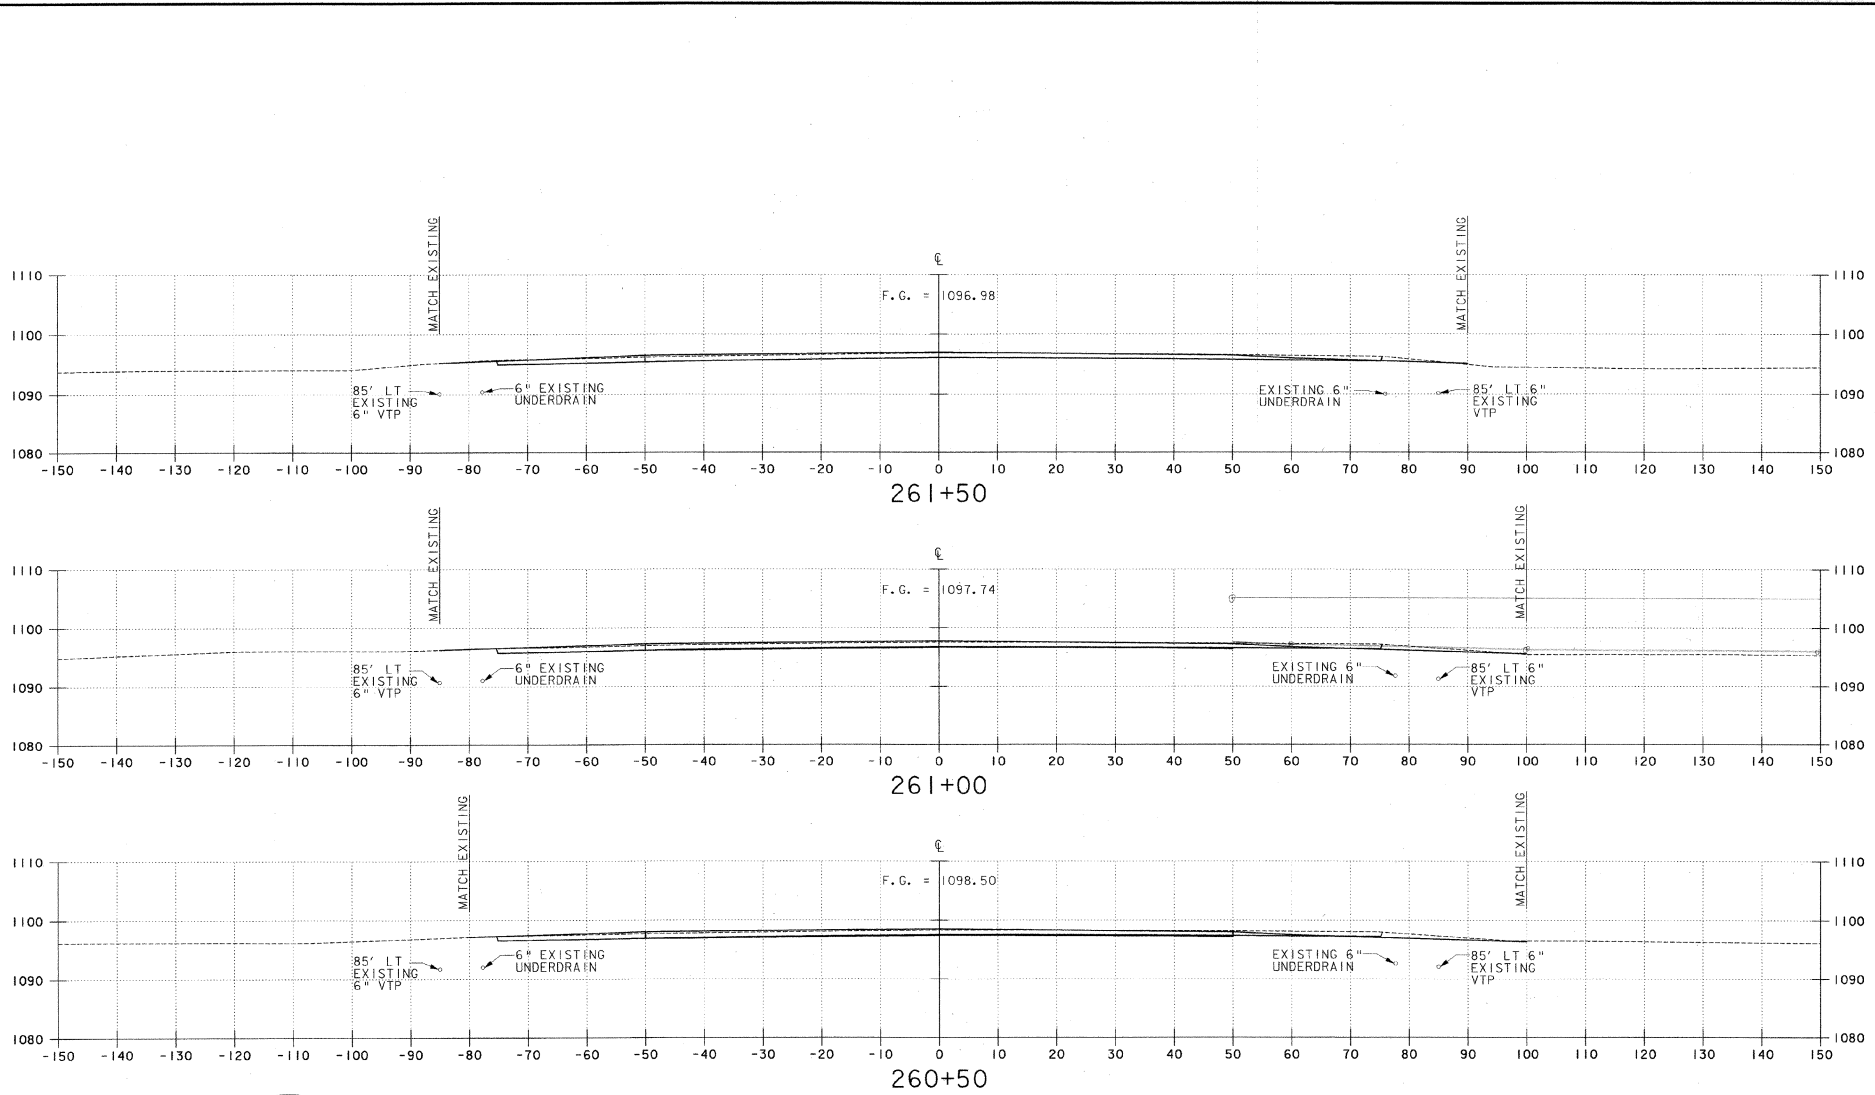 MATCH EXISTING
MATCH EXISTING
℄
F.G. = 1096.98
1110 1110
1100 1100
1090 1090
1080 1080
85' LT
EXISTING
6" VTP
6" EXISTING
UNDERDRAIN
EXISTING 6"
UNDERDRAIN
85' LT 6"
EXISTING
VTP
-150 -140 -130 -120 -110 -100 -90 -80 -70 -60 -50 -40 -30 -20 -10 0 10 20 30 40 50 60 70 80 90 100 110 120 130 140 150
261+50
MATCH EXISTING
MATCH EXISTING
℄
F.G. = 1097.74
1110 1110
1100 1100
1090 1090
1080 1080
85' LT
EXISTING
6" VTP
6" EXISTING
UNDERDRAIN
EXISTING 6"
UNDERDRAIN
85' LT 6"
EXISTING
VTP
-150 -140 -130 -120 -110 -100 -90 -80 -70 -60 -50 -40 -30 -20 -10 0 10 20 30 40 50 60 70 80 90 100 110 120 130 140 150
261+00
MATCH EXISTING
MATCH EXISTING
℄
F.G. = 1098.50
1110 1110
1100 1100
1090 1090
1080 1080
85' LT
EXISTING
6" VTP
6" EXISTING
UNDERDRAIN
EXISTING 6"
UNDERDRAIN
85' LT 6"
EXISTING
VTP
-150 -140 -130 -120 -110 -100 -90 -80 -70 -60 -50 -40 -30 -20 -10 0 10 20 30 40 50 60 70 80 90 100 110 120 130 140 150
260+50